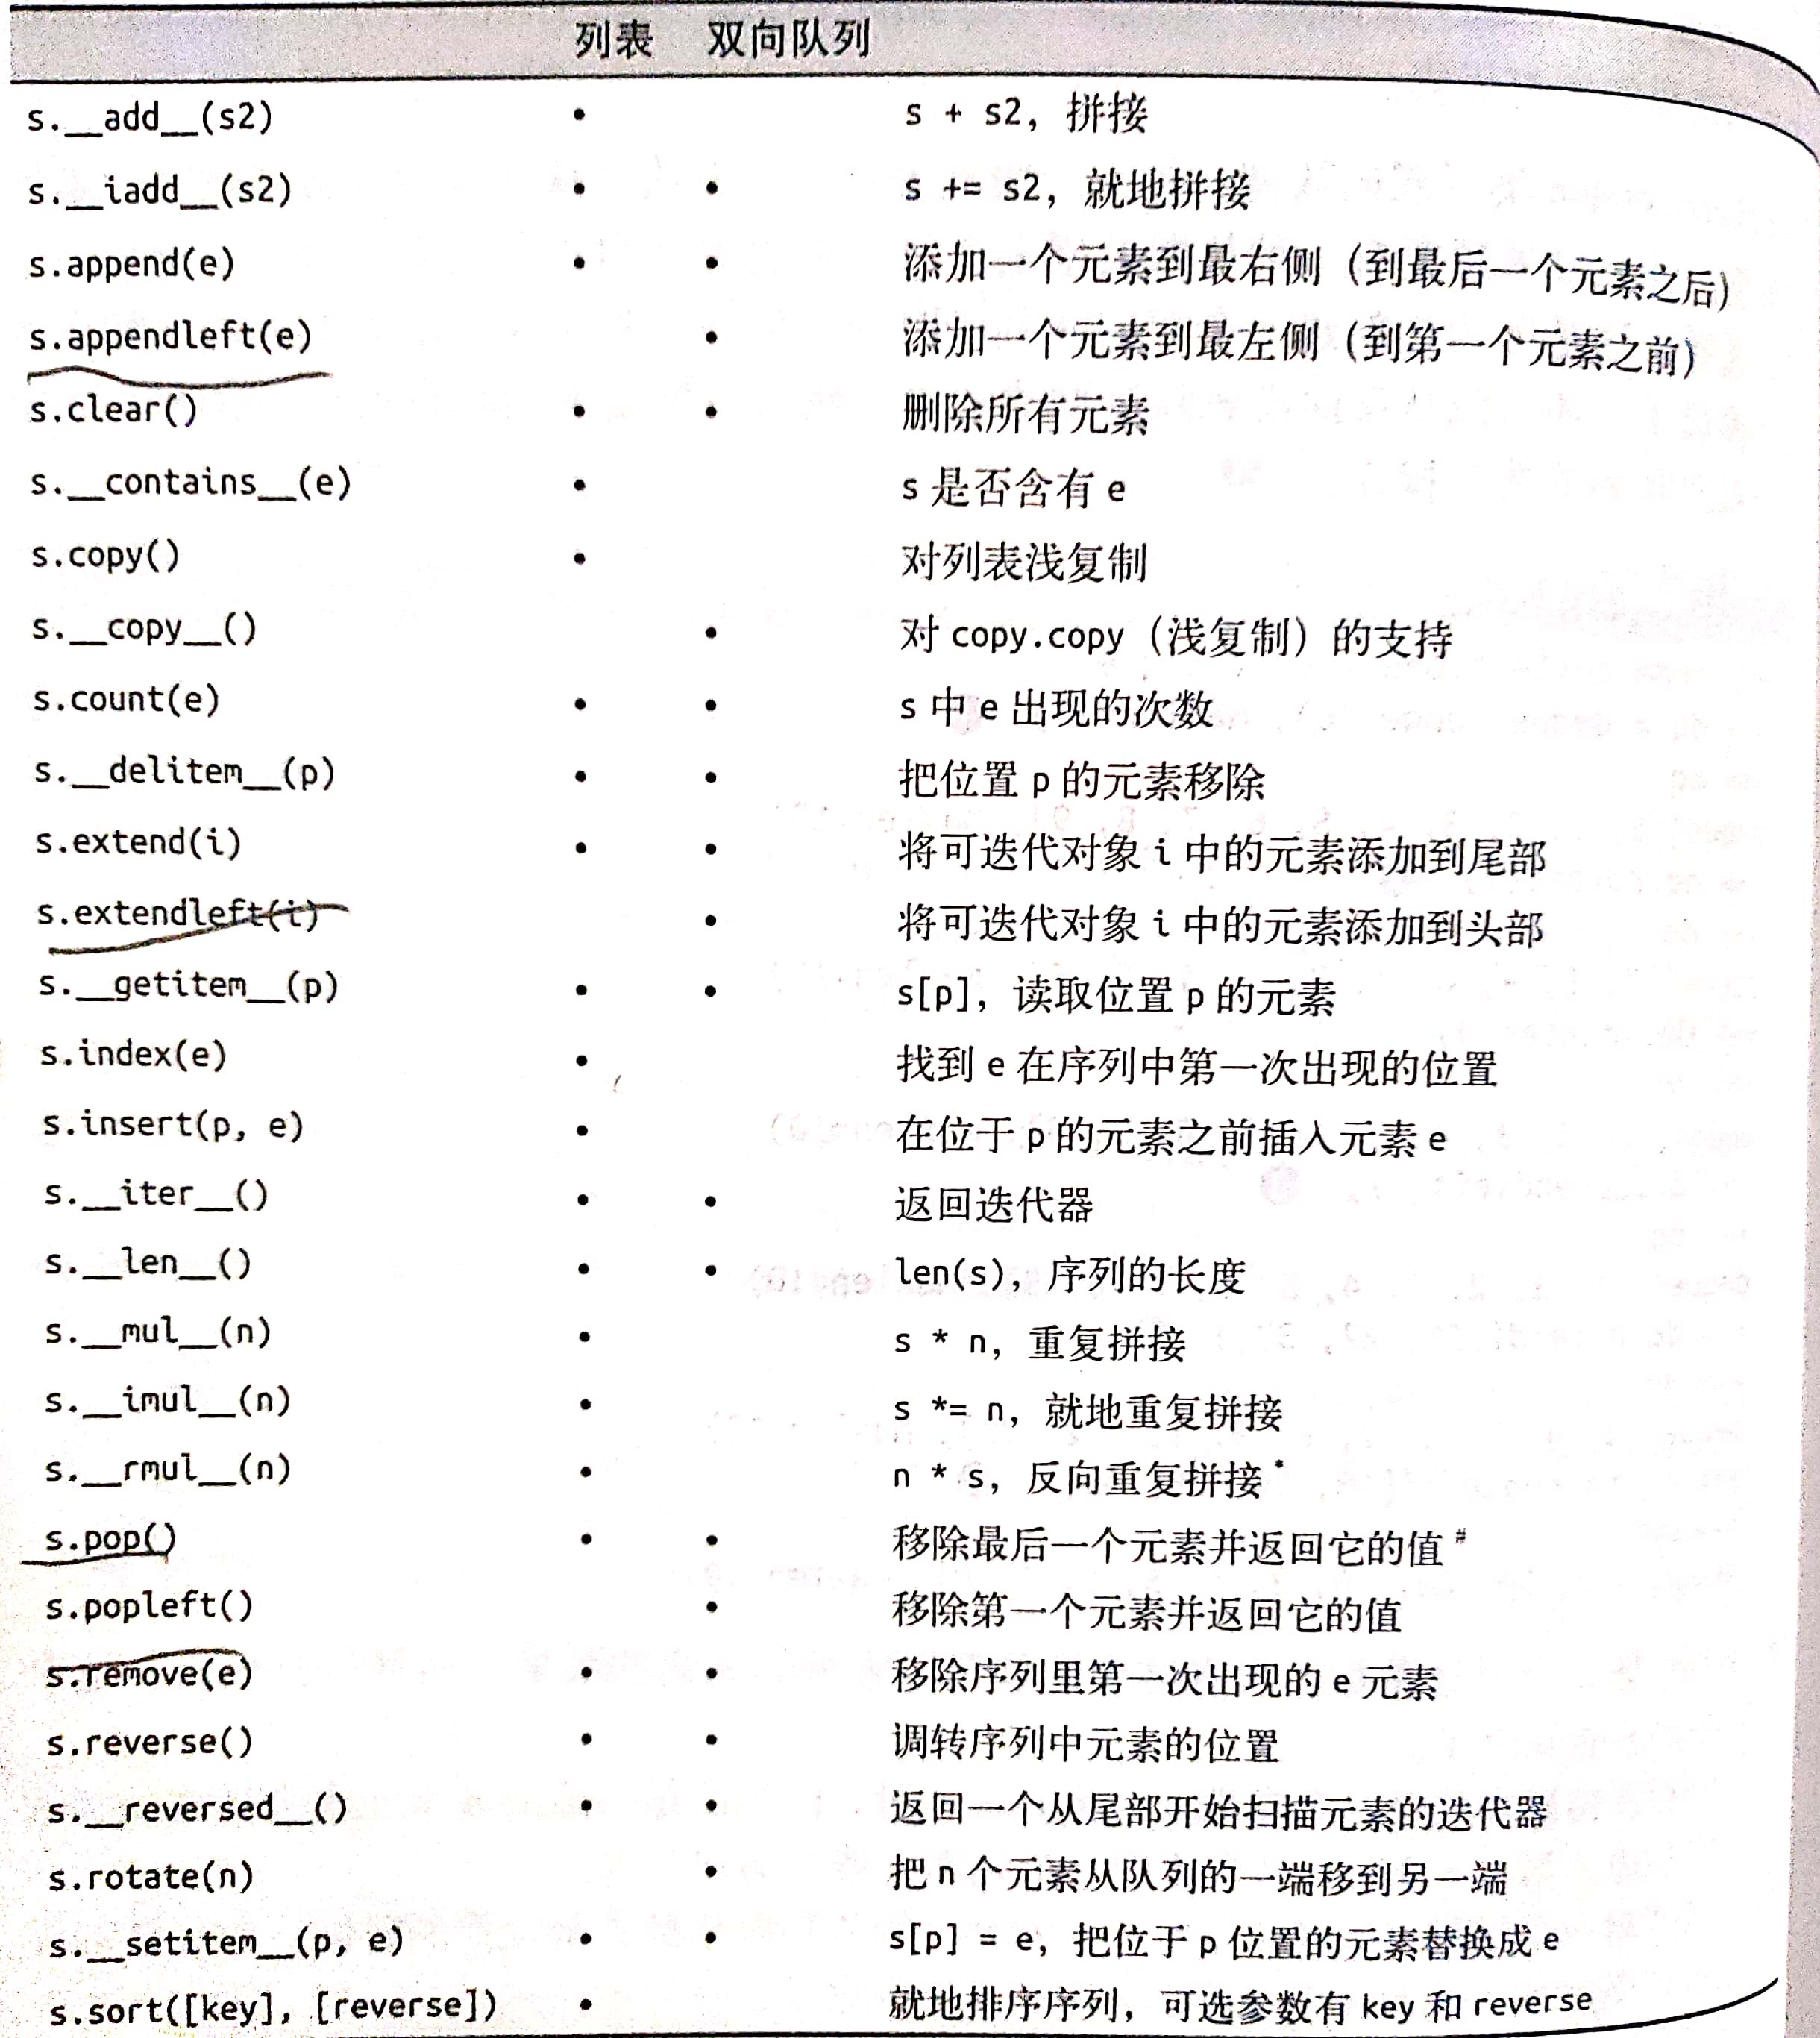 列表 双向队列
s.__add__(s2) • s + s2，拼接
s.__iadd__(s2) • • s += s2，就地拼接
s.append(e) • • 添加一个元素到最右侧（到最后一个元素之后）
s.appendleft(e) • 添加一个元素到最左侧（到第一个元素之前）
s.clear() • • 删除所有元素
s.__contains__(e) • s 是否含有 e
s.copy() • 对列表浅复制
s.__copy__() • 对 copy.copy（浅复制）的支持
s.count(e) • • s 中 e 出现的次数
s.__delitem__(p) • • 把位置 p 的元素移除
s.extend(i) • • 将可迭代对象 i 中的元素添加到尾部
s.extendleft(i) • 将可迭代对象 i 中的元素添加到头部
s.__getitem__(p) • • s[p]，读取位置 p 的元素
s.index(e) • 找到 e 在序列中第一次出现的位置
s.insert(p, e) • 在位于 p 的元素之前插入元素 e
s.__iter__() • • 返回迭代器
s.__len__() • • len(s)，序列的长度
s.__mul__(n) • s * n，重复拼接
s.__imul__(n) • s *= n，就地重复拼接
s.__rmul__(n) • n * s，反向重复拼接*
s.pop() • • 移除最后一个元素并返回它的值#
s.popleft() • 移除第一个元素并返回它的值
s.remove(e) • • 移除序列里第一次出现的 e 元素
s.reverse() • • 调转序列中元素的位置
s.__reversed__() • • 返回一个从尾部开始扫描元素的迭代器
s.rotate(n) • 把 n 个元素从队列的一端移到另一端
s.__setitem__(p, e) • • s[p] = e，把位于 p 位置的元素替换成 e
s.sort([key], [reverse]) • 就地排序序列，可选参数有 key 和 reverse